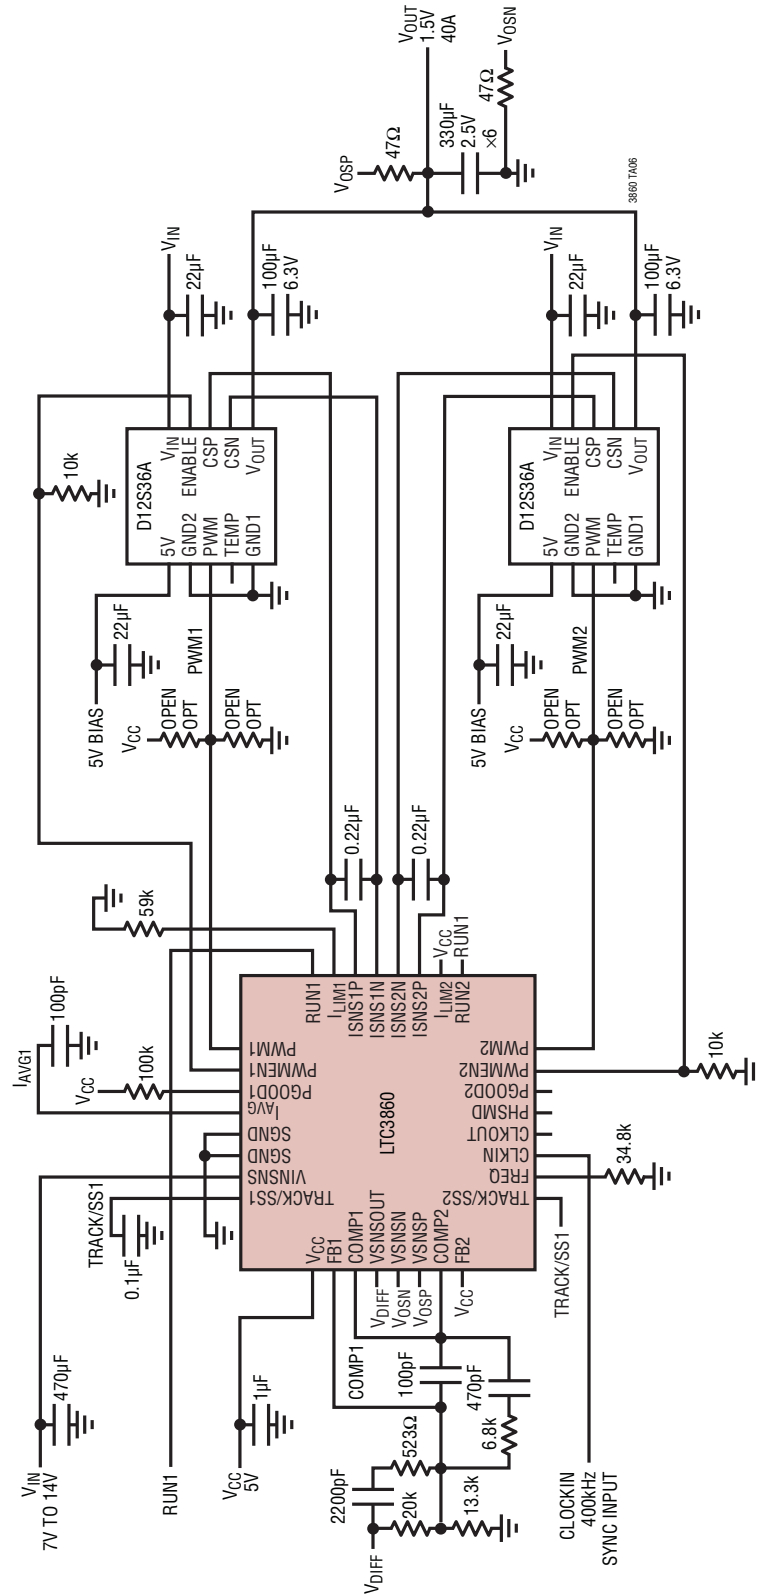 VIN
7V TO 14V
470µF
TRACK/SS1
0.1µF
VCC
100k
IAVG1
100pF
59k
10k
RUN1
VCC
5V
1µF
VINSNS
TRACK/SS1
SGND
SGND
IAVG
PGOOD1
PWMEN1
PWM1
VCC
FB1
COMP1
VSNSOUT
VSNSN
VSNSP
COMP2
FB2
LTC3860
RUN1
ILIM1
ISNS1P
ISNS1N
ISNS2N
ISNS2P
ILIM2
RUN2
VCC
RUN1
TRACK/SS2
FREQ
CLKIN
CLKOUT
PHSMD
PGOOD2
PWMEN2
PWM2
VDIFF
VOSN
VOSP
VCC
COMP1
100pF
470pF
6.8k
523Ω
2200pF
20k
13.3k
VDIFF
CLOCKIN
400kHz
SYNC INPUT
TRACK/SS1
34.8k
10k
0.22µF
0.22µF
5V BIAS
22µF
VCC
OPEN
OPT
OPEN
OPT
PWM1
D12S36A
5V
GND2
PWM
TEMP
GND1
VIN
ENABLE
CSP
CSN
VOUT
VIN
22µF
100µF
6.3V
5V BIAS
22µF
VCC
OPEN
OPT
OPEN
OPT
PWM2
D12S36A
5V
GND2
PWM
TEMP
GND1
VIN
ENABLE
CSP
CSN
VOUT
VIN
22µF
100µF
6.3V
VOSP
47Ω
VOUT
1.5V
40A
330µF
2.5V
×6
47Ω
VOSN
3860 TA06